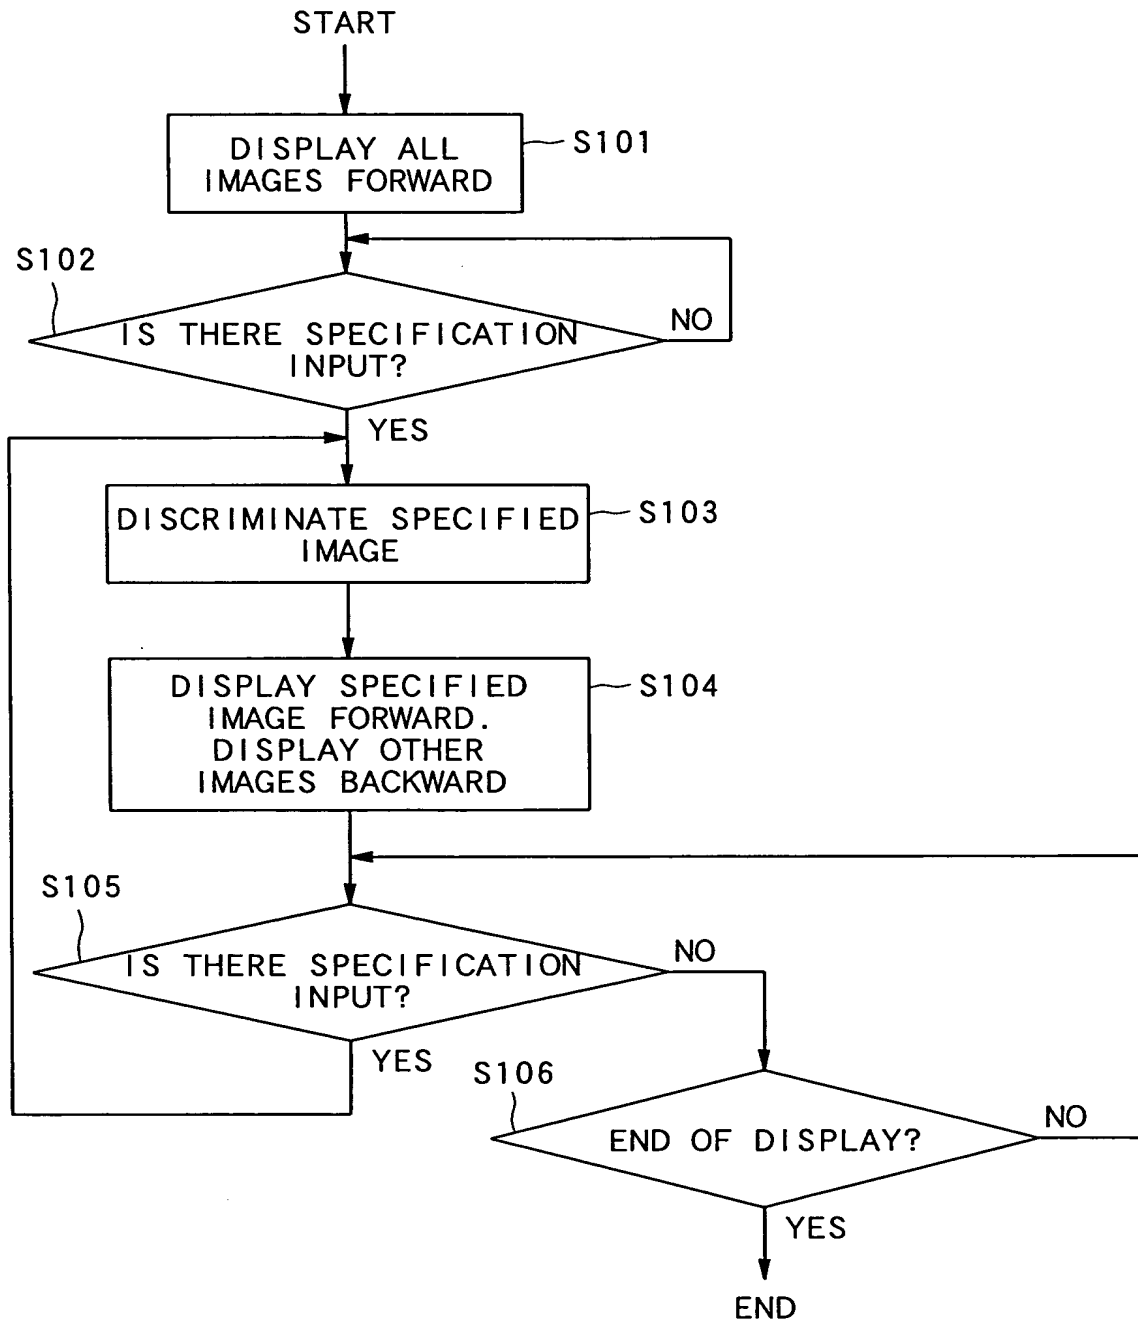 START
DISPLAY ALL
IMAGES FORWARD
S101
S102
IS THERE SPECIFICATION
INPUT?
NO
YES
DISCRIMINATE SPECIFIED
IMAGE
S103
DISPLAY SPECIFIED
IMAGE FORWARD.
DISPLAY OTHER
IMAGES BACKWARD
S104
S105
IS THERE SPECIFICATION
INPUT?
NO
YES
S106
END OF DISPLAY?
NO
YES
END